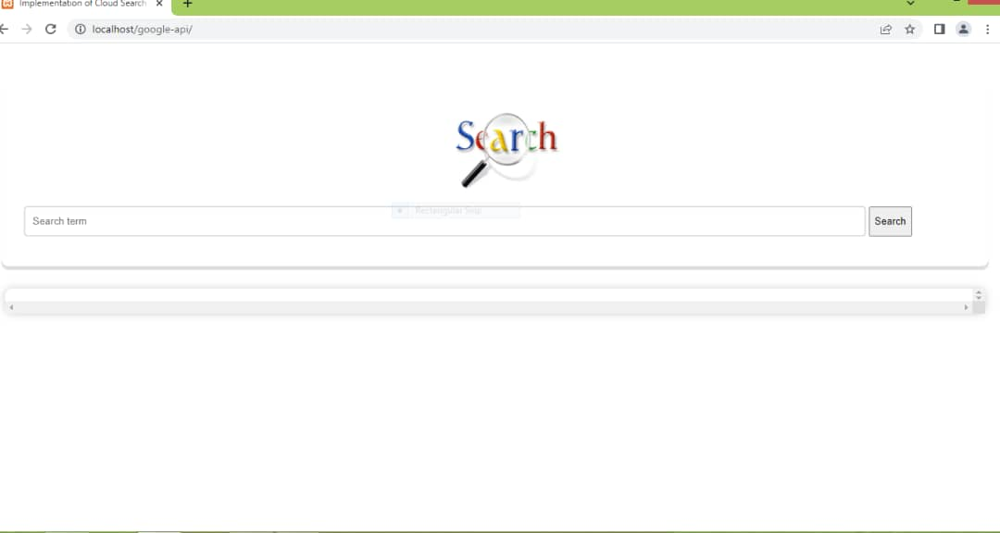 Implementation of Cloud Search
localhost/google-api/
Search
Rectangular Snip
Search term
Search